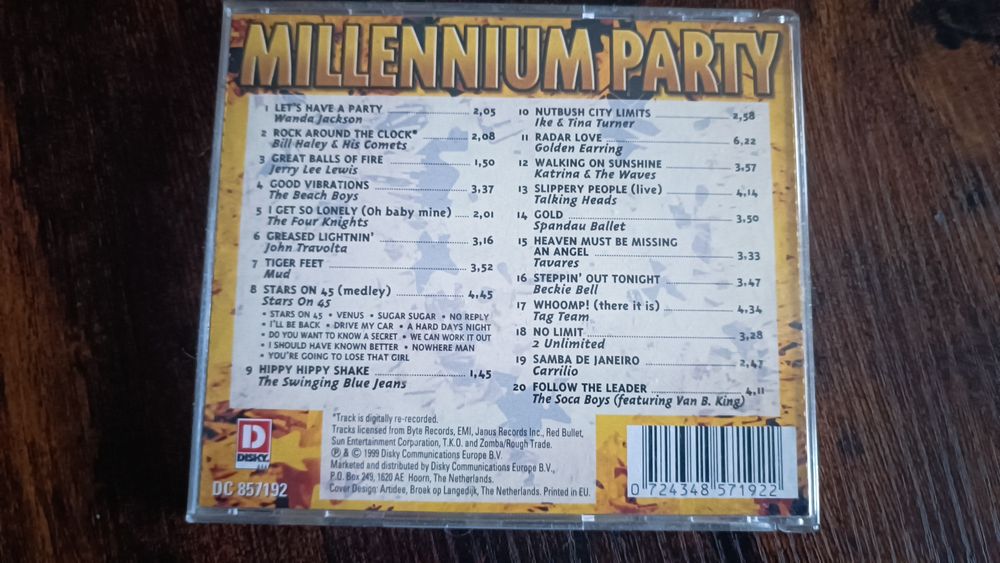 MILLENNIUM PARTY
1 LET'S HAVE A PARTY 2,05
Wanda Jackson
2 ROCK AROUND THE CLOCK* 2,08
Bill Haley & His Comets
3 GREAT BALLS OF FIRE 1,50
Jerry Lee Lewis
4 GOOD VIBRATIONS 3,37
The Beach Boys
5 I GET SO LONELY (Oh baby mine) 2,01
The Four Knights
6 GREASED LIGHTNIN' 3,16
John Travolta
7 TIGER FEET 3,52
Mud
8 STARS ON 45 (medley) 4,45
Stars On 45
• STARS ON 45 • VENUS • SUGAR SUGAR • NO REPLY
• I'LL BE BACK • DRIVE MY CAR • A HARD DAYS NIGHT
• DO YOU WANT TO KNOW A SECRET • WE CAN WORK IT OUT
• I SHOULD HAVE KNOWN BETTER • NOWHERE MAN
• YOU'RE GOING TO LOSE THAT GIRL
9 HIPPY HIPPY SHAKE 1,45
The Swinging Blue Jeans
10 NUTBUSH CITY LIMITS 2,58
Ike & Tina Turner
11 RADAR LOVE 6,22
Golden Earring
12 WALKING ON SUNSHINE 3,57
Katrina & The Waves
13 SLIPPERY PEOPLE (live) 4,14
Talking Heads
14 GOLD 3,50
Spandau Ballet
15 HEAVEN MUST BE MISSING
AN ANGEL 3,33
Tavares
16 STEPPIN' OUT TONIGHT 3,47
Beckie Bell
17 WHOOMP! (there it is) 4,34
Tag Team
18 NO LIMIT 3,28
2 Unlimited
19 SAMBA DE JANEIRO 2,47
Carrilio
20 FOLLOW THE LEADER 4,11
The Soca Boys (featuring Van B. King)
*Track is digitally re-recorded.
Tracks licensed from Byte Records, EMI, Janus Records Inc., Red Bullet,
Sun Entertainment Corporation, T.K.O. and Zomba/Rough Trade.
℗ & © 1999 Disky Communications Europe B.V.
Marketed and distributed by Disky Communications Europe B.V.,
P.O. Box 249, 1620 AE Hoorn, The Netherlands.
Cover Design: Artidee, Broek op Langedijk, The Netherlands. Printed in EU.
D
DISKY
DC 857192
0 724348 571922